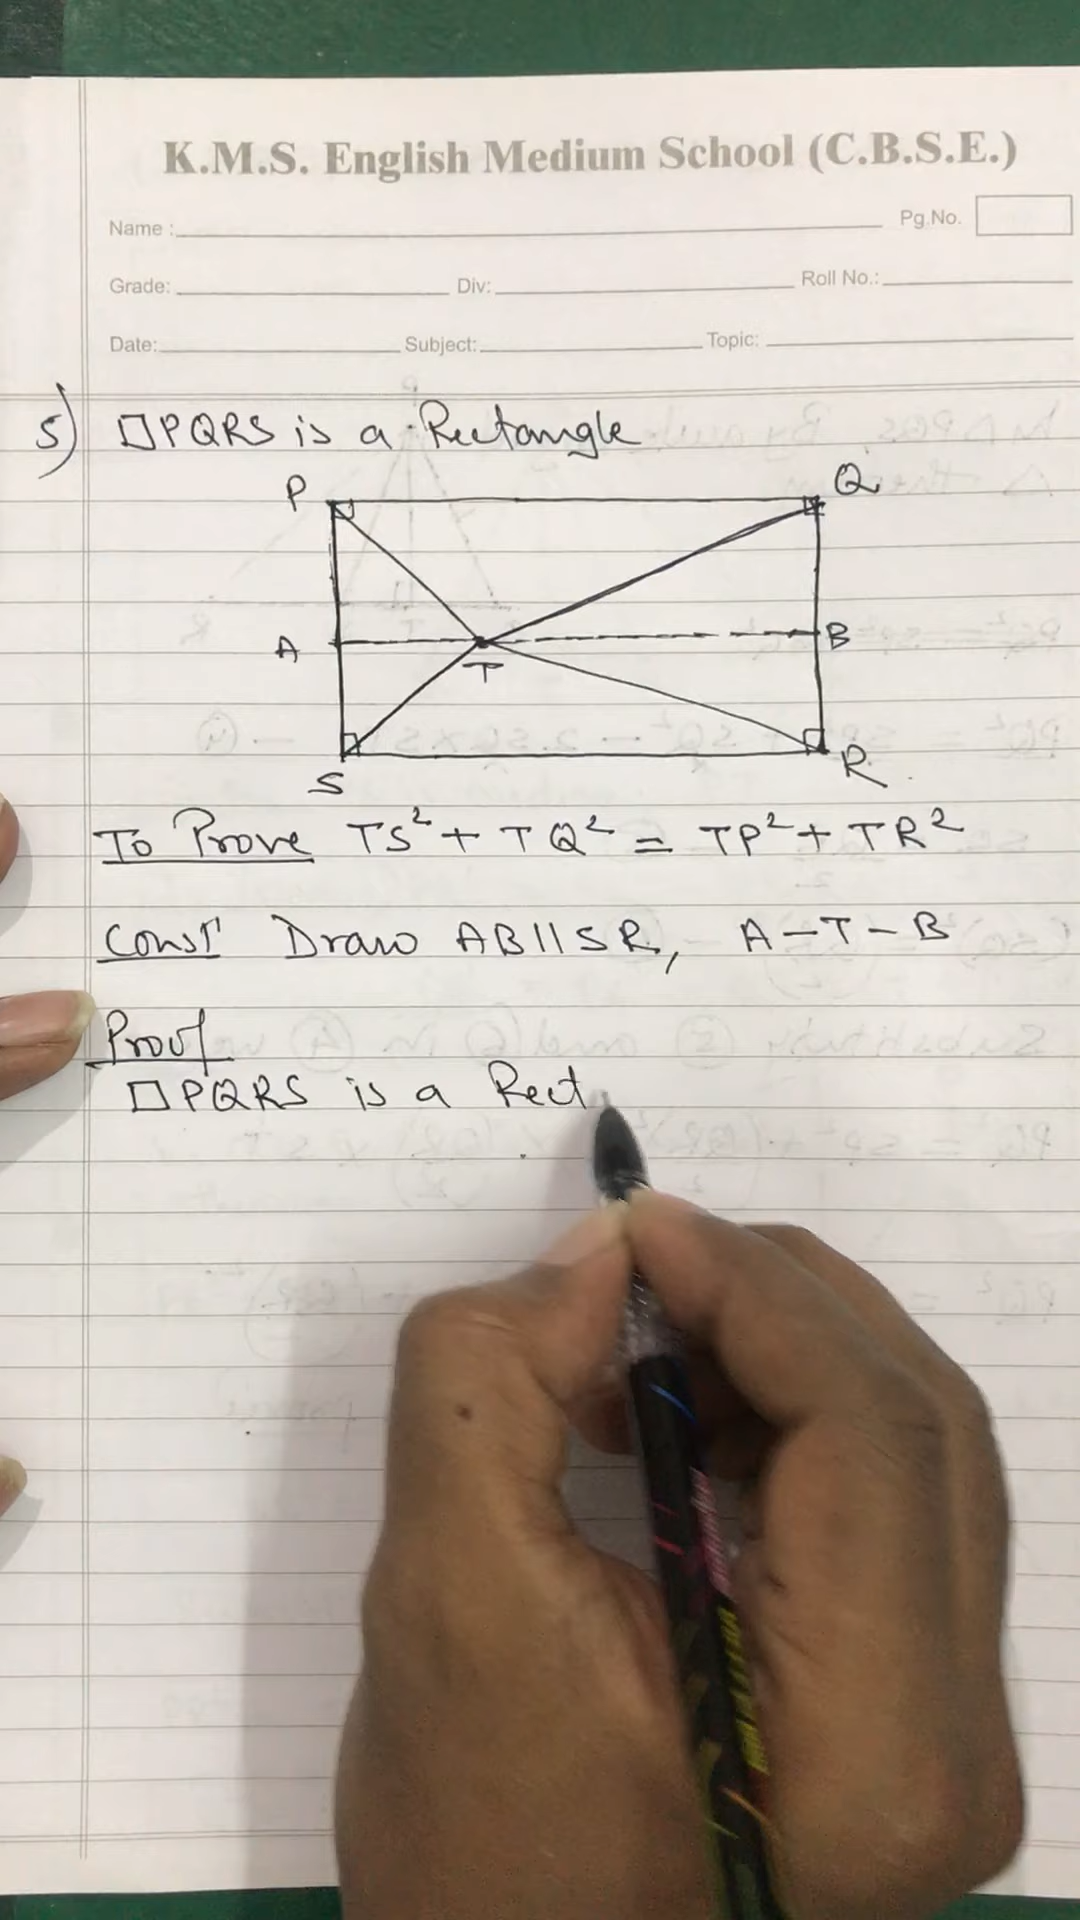 K.M.S. English Medium School (C.B.S.E.)
Name : Pg.No.
Grade: Div: Roll No.:
Date: Subject: Topic:
5) □PQRS is a Rectangle
P Q
A T B
S R
To Prove TS² + TQ² = TP² + TR²
Const Draw AB || SR, A - T - B
Proof
□PQRS is a Rect